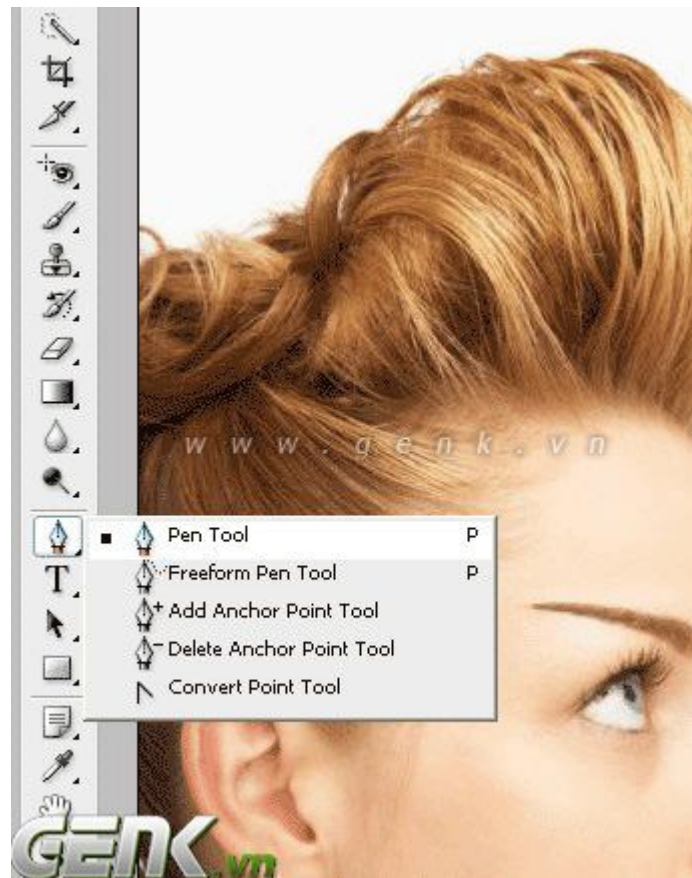 www.genk.vn
Pen Tool P
Freeform Pen Tool P
Add Anchor Point Tool
Delete Anchor Point Tool
Convert Point Tool
T
GENK.vn